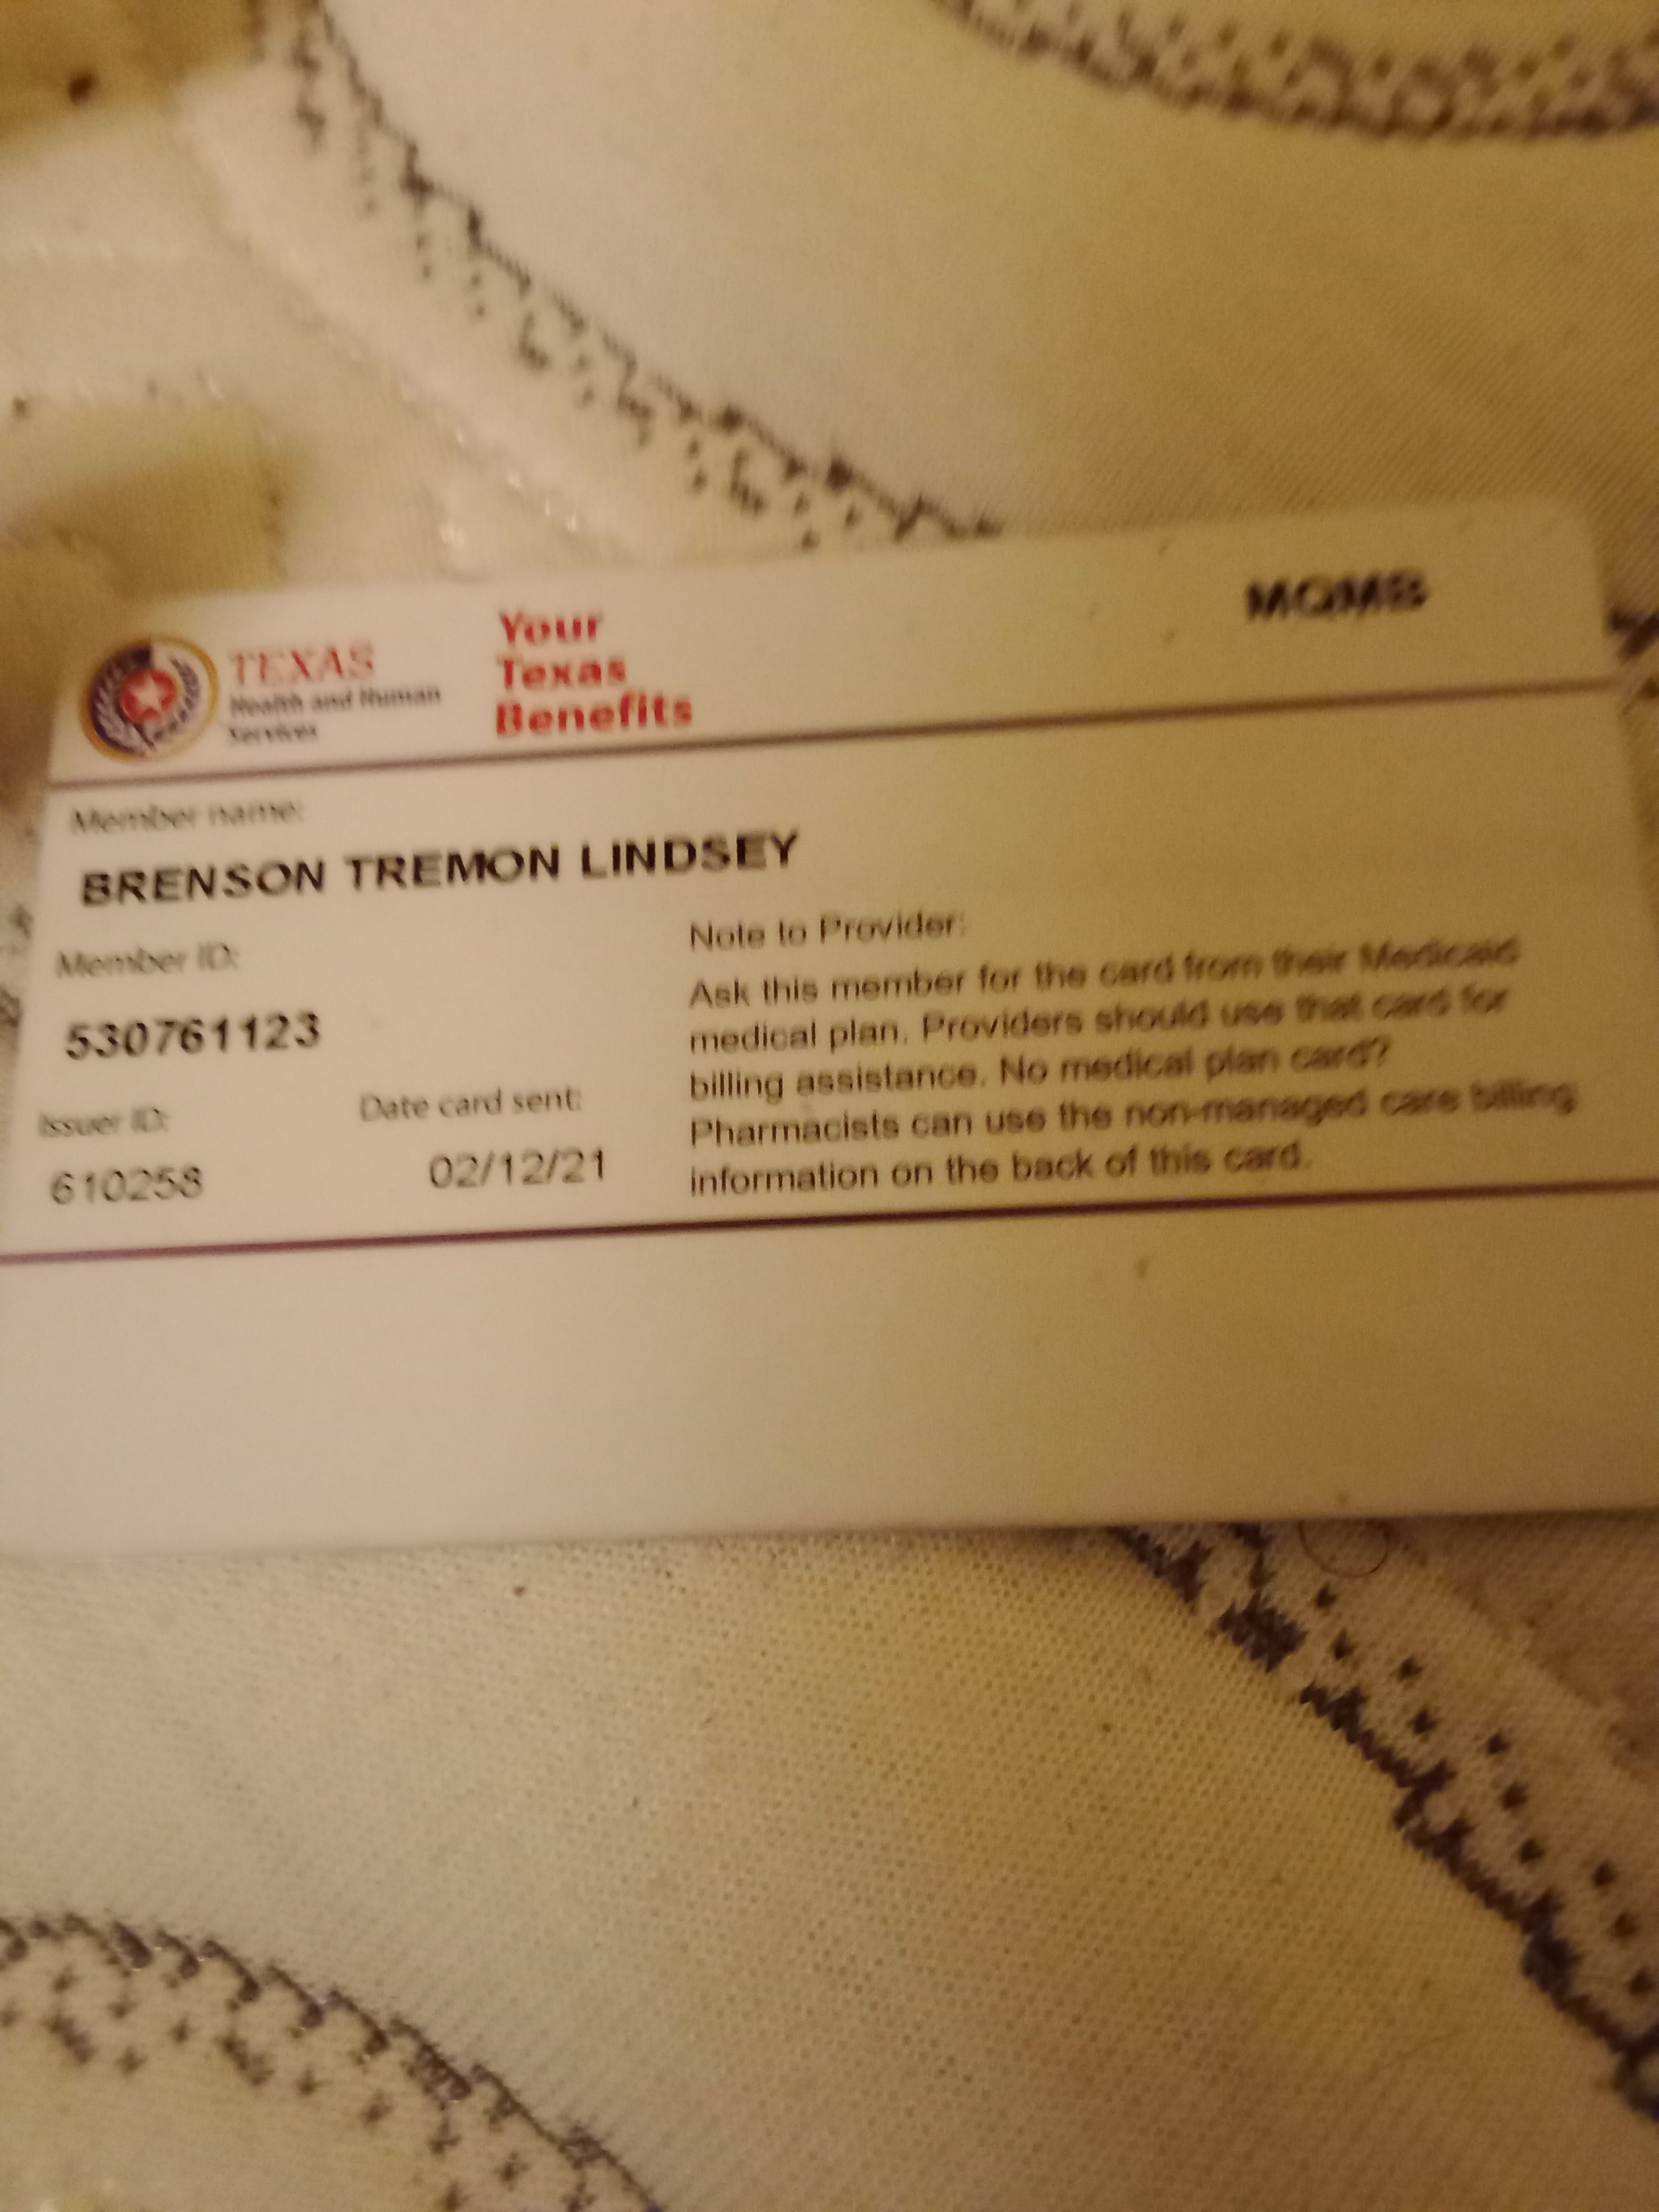 TEXAS
Health and Human
Services
Your
Texas
Benefits
MQMB
Member name:
BRENSON TREMON LINDSEY
Member ID:
530761123
Issuer ID:
610258
Date card sent:
02/12/21
Note to Provider:
Ask this member for the card from their Medicaid
medical plan. Providers should use that card for
billing assistance. No medical plan card?
Pharmacists can use the non-managed care billing
information on the back of this card.